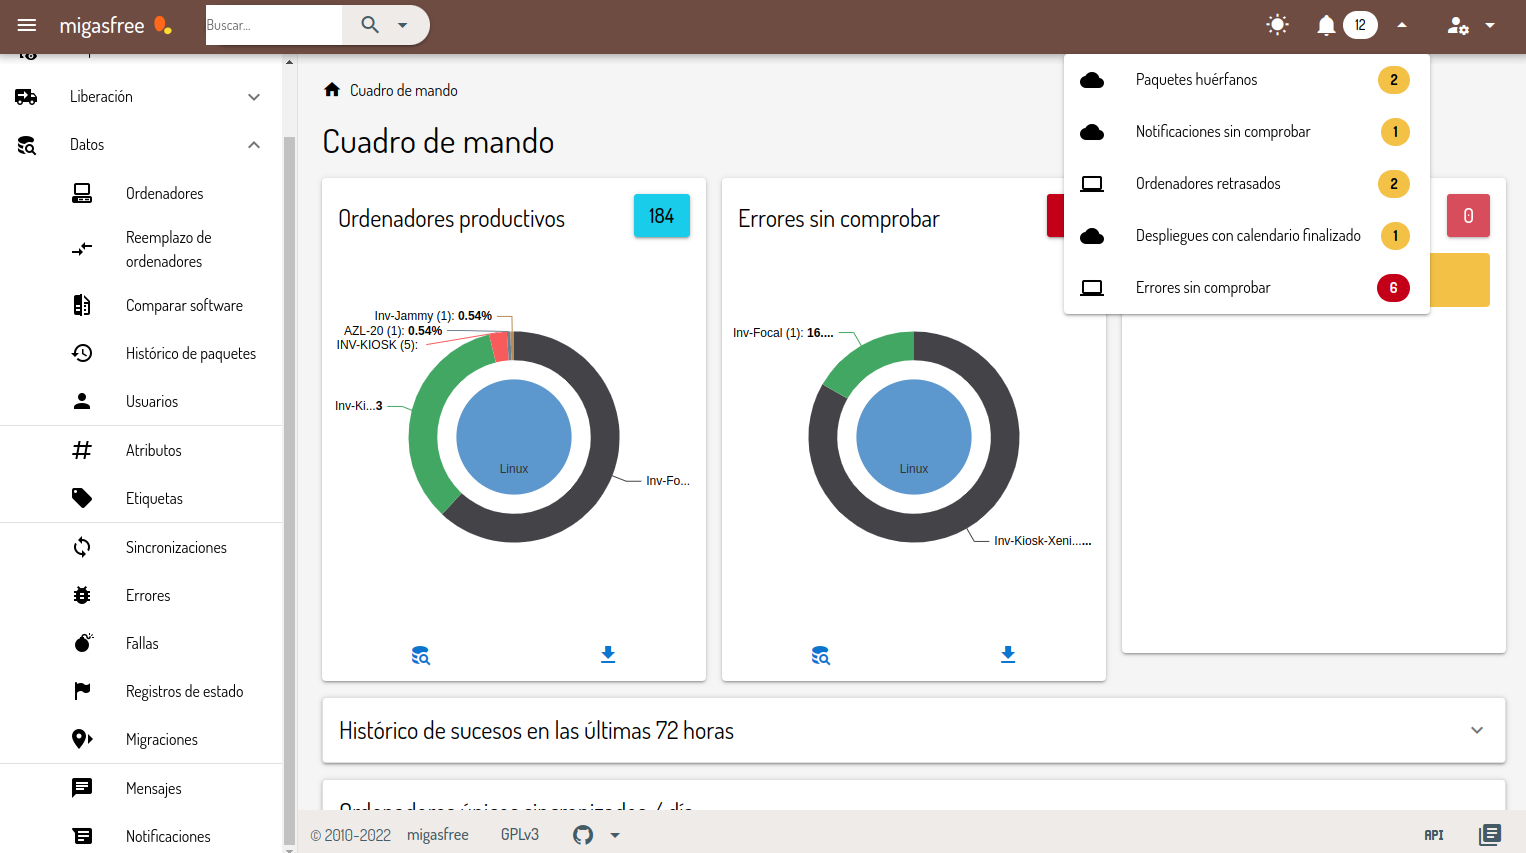 migasfree
Buscar...
12
Liberación
Datos
Ordenadores
Reemplazo de
ordenadores
Comparar software
Histórico de paquetes
Usuarios
Atributos
Etiquetas
Sincronizaciones
Errores
Fallas
Registros de estado
Migraciones
Mensajes
Notificaciones
Cuadro de mando
Cuadro de mando
Ordenadores productivos
184
Inv-Jammy (1): 0.54%
AZL-20 (1): 0.54%
INV-KIOSK (5):
Inv-Ki...3
Linux
Inv-Fo...
Errores sin comprobar
Inv-Focal (1): 16....
Linux
Inv-Kiosk-Xeni......
Paquetes huérfanos 2
Notificaciones sin comprobar 1
Ordenadores retrasados 2
Despliegues con calendario finalizado 1
Errores sin comprobar 6
0
Histórico de sucesos en las últimas 72 horas
Ordenadores únicos sincronizados / día
© 2010-2022 migasfree GPLv3
API